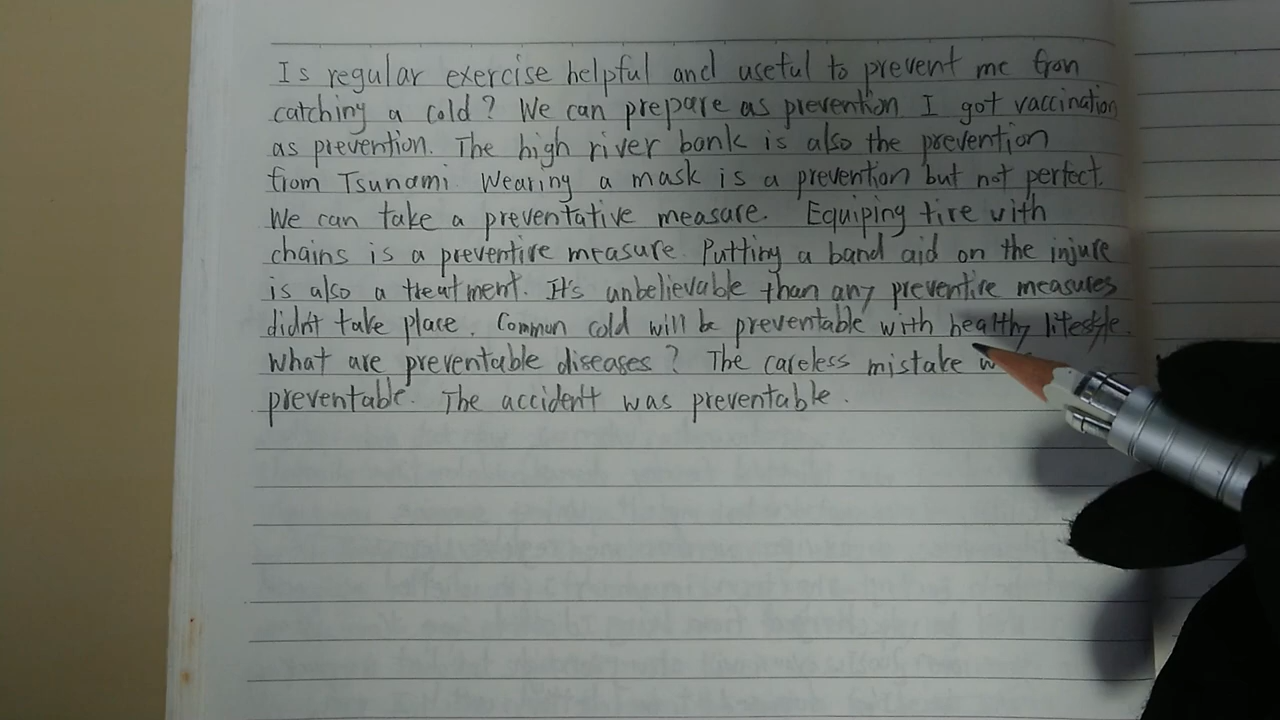 Is regular exercise helpful and useful to prevent me from
catching a cold? We can prepare as prevention I got vaccination
as prevention. The high river bank is also the prevention
from Tsunami. Wearing a mask is a prevention but not perfect.
We can take a preventative measure. Equiping tire with
chains is a preventive measure. Putting a band aid on the injure
is also a treatment. It's unbelievable than any preventive measures
didn't take place. Common cold will be preventable with healthy lifestyle.
What are preventable diseases? The careless mistake
preventable. The accident was preventable.